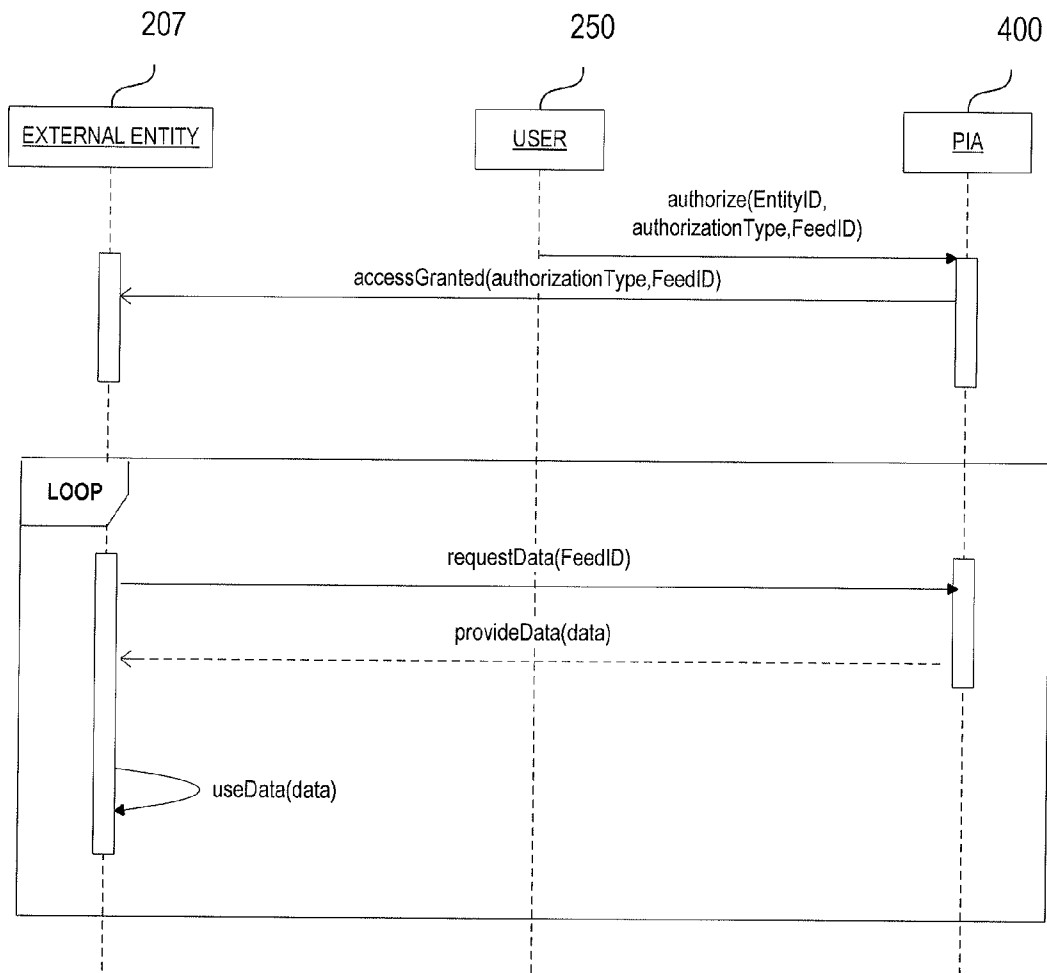 207
250
400
EXTERNAL ENTITY
USER
PIA
authorize(EntityID,
authorizationType,FeedID)
accessGranted(authorizationType,FeedID)
LOOP
requestData(FeedID)
provideData(data)
useData(data)